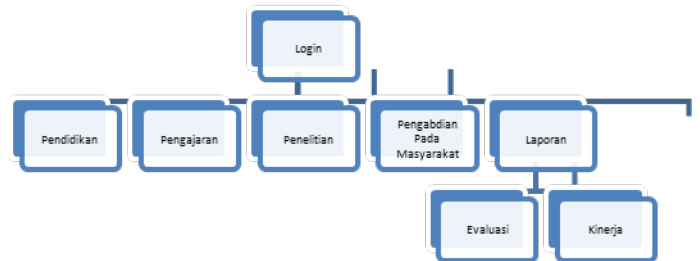 Login
Pendidikan
Pengajaran
Penelitian
Pengabdian
Pada
Masyarakat
Laporan
Evaluasi
Kinerja